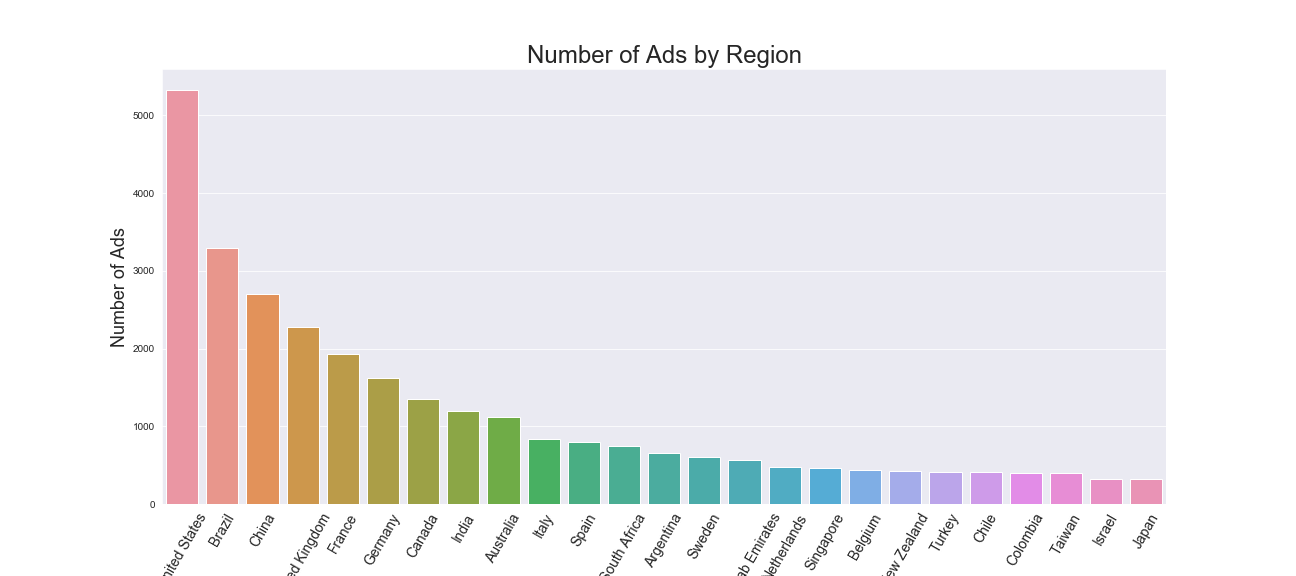 Number of Ads by Region
Number of Ads
5000
4000
3000
2000
1000
0
nited States
Brazil
China
ed Kingdom
France
Germany
Canada
India
Australia
Italy
Spain
South Africa
Argentina
Sweden
ab Emirates
Netherlands
Singapore
Belgium
ew Zealand
Turkey
Chile
Colombia
Taiwan
Israel
Japan